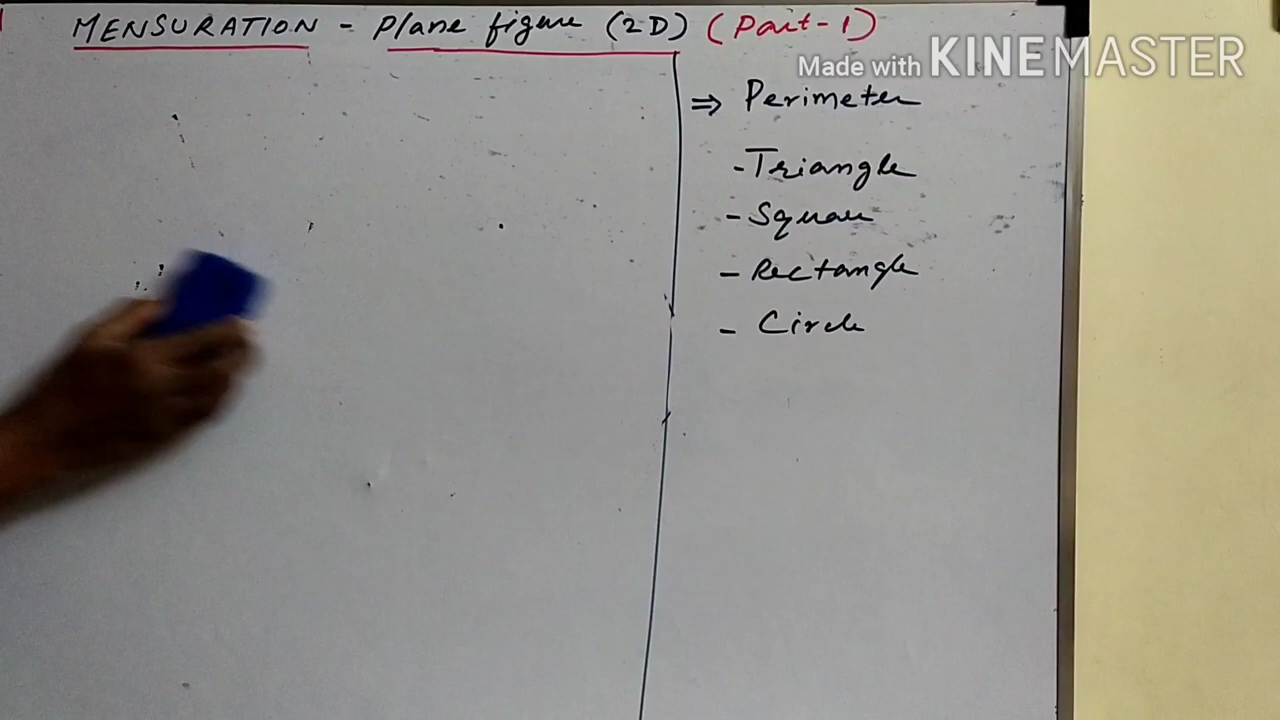 MENSURATION - Plane figure (2D) (Part-1)
Made with KINEMASTER
⇒ Perimeter
- Triangle
- Square
- Rectangle
- Circle